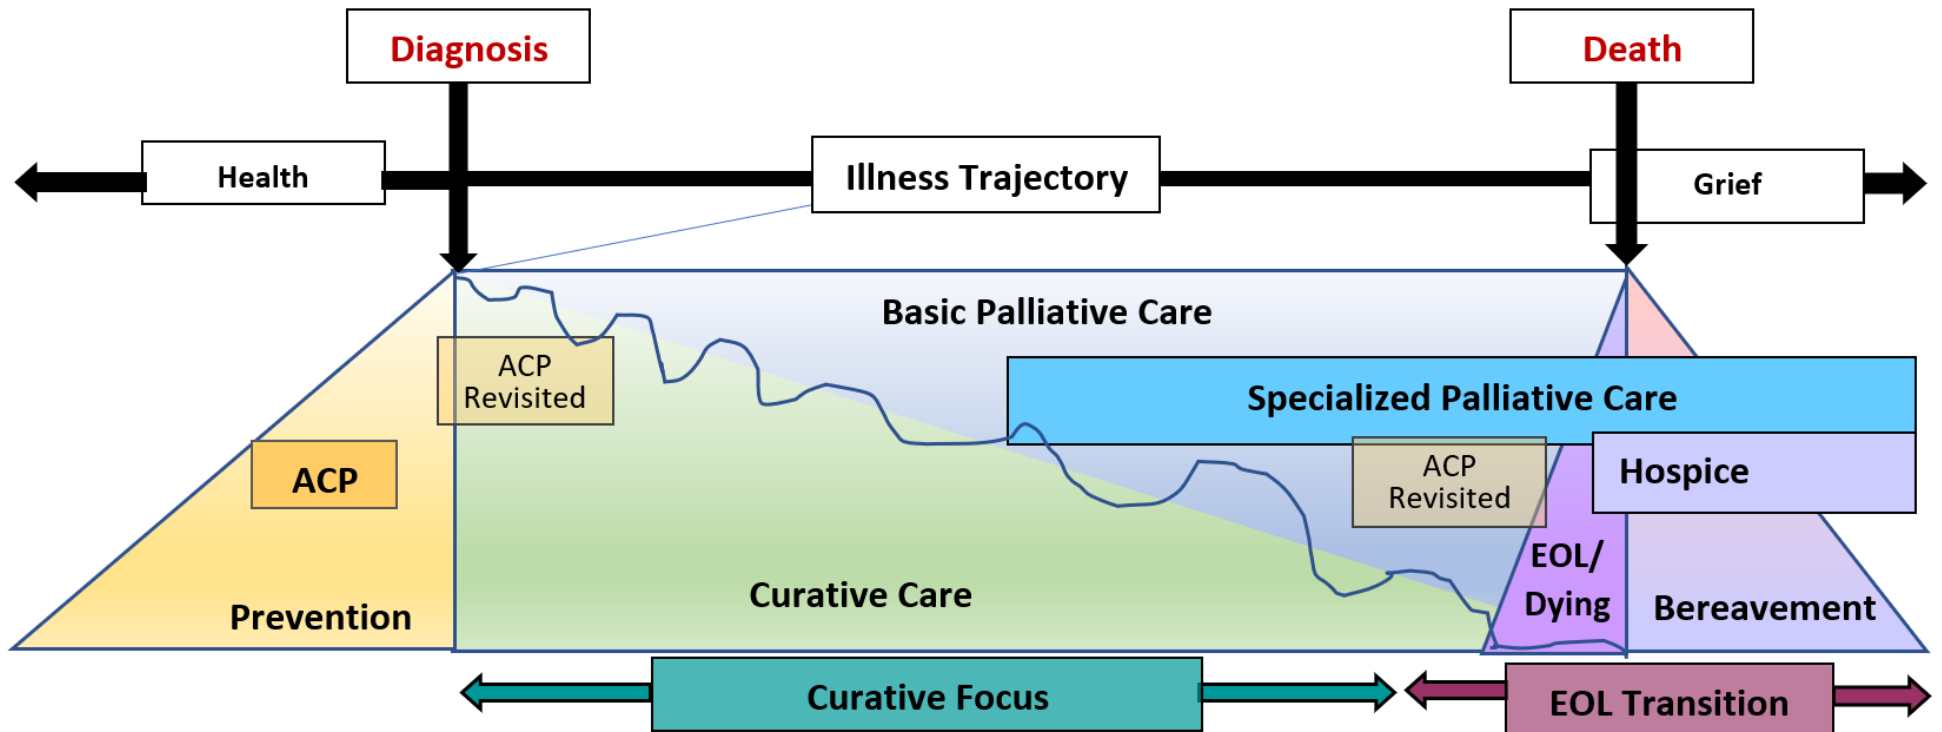 Diagnosis
Death
Health
Illness Trajectory
Grief
Basic Palliative Care
ACP
Revisited
Specialized Palliative Care
ACP
ACP
Revisited
Hospice
EOL/
Dying
Prevention
Curative Care
Bereavement
Curative Focus
EOL Transition